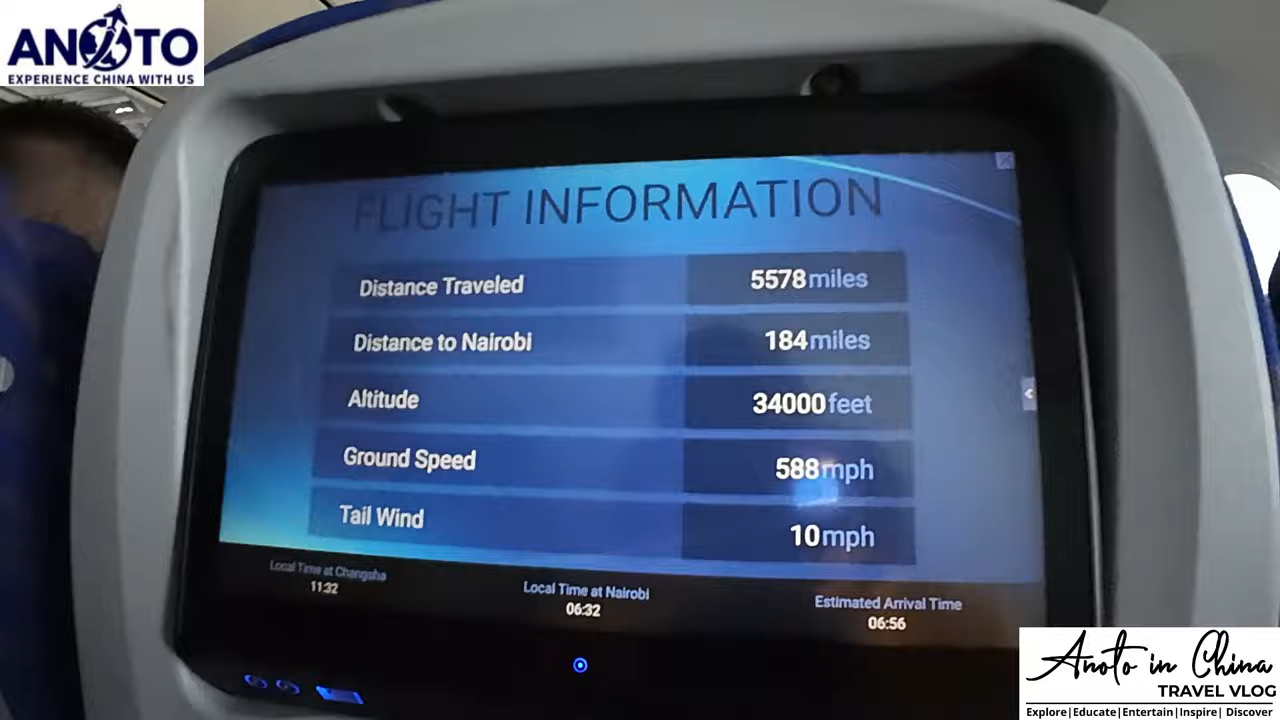 ANOTO
EXPERIENCE CHINA WITH US
FLIGHT INFORMATION
Distance Traveled 5578 miles
Distance to Nairobi 184 miles
Altitude 34000 feet
Ground Speed 588 mph
Tail Wind 10 mph
Local Time at Changsha
11:32
Local Time at Nairobi
06:32
Estimated Arrival Time
06:56
Anoto in China
TRAVEL VLOG
Explore|Educate|Entertain|Inspire| Discover